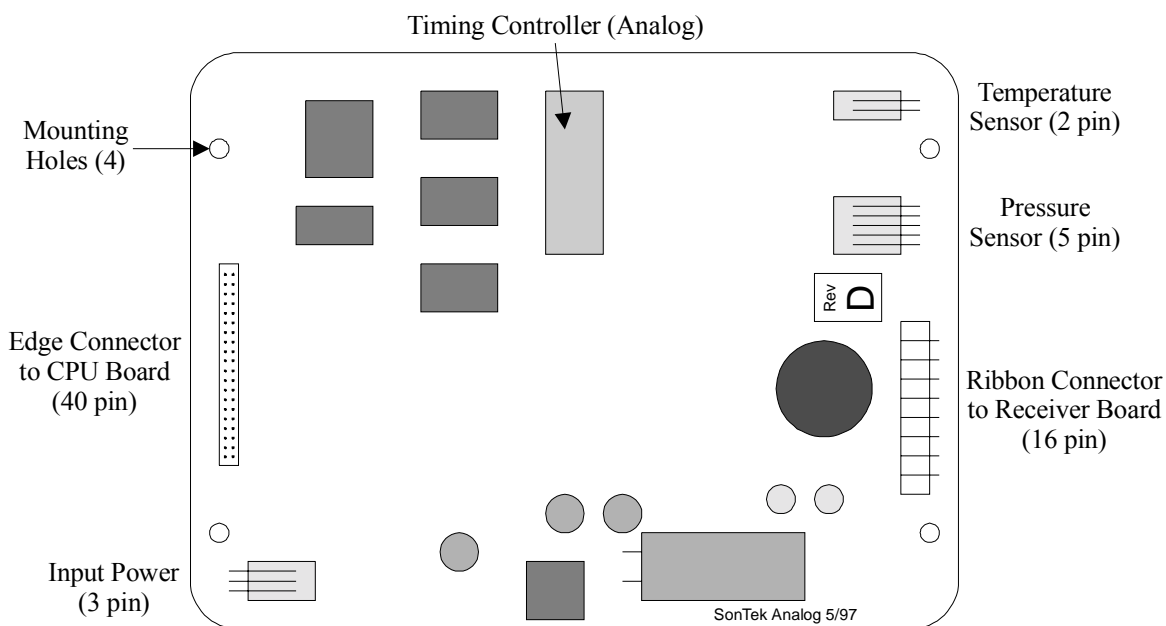 Timing Controller (Analog)
Mounting
Holes (4)
Temperature
Sensor (2 pin)
Pressure
Sensor (5 pin)
Rev
D
Edge Connector
to CPU Board
(40 pin)
Ribbon Connector
to Receiver Board
(16 pin)
Input Power
(3 pin)
SonTek Analog 5/97